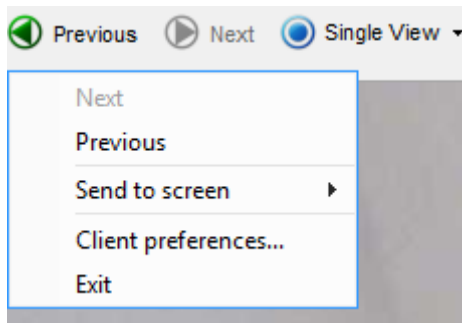 Previous Next Single View
Next
Previous
Send to screen
Client preferences...
Exit